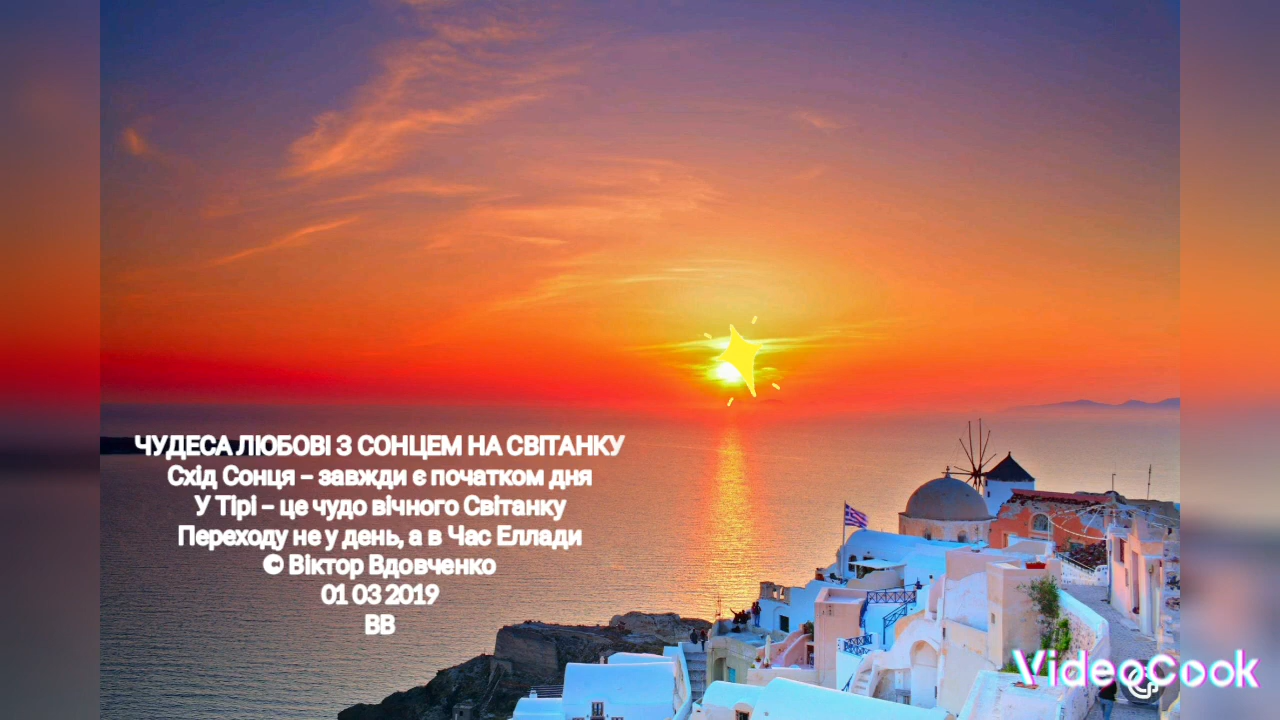 ЧУДЕСА ЛЮБОВІ З СОНЦЕМ НА СВІТАНКУ
Схід Сонця – завжди є початком дня
У Тірі – це чудо вічного Світанку
Переходу не у день, а в Час Еллади
© Віктор Вдовченко
01 03 2019
ВВ
VideoCook